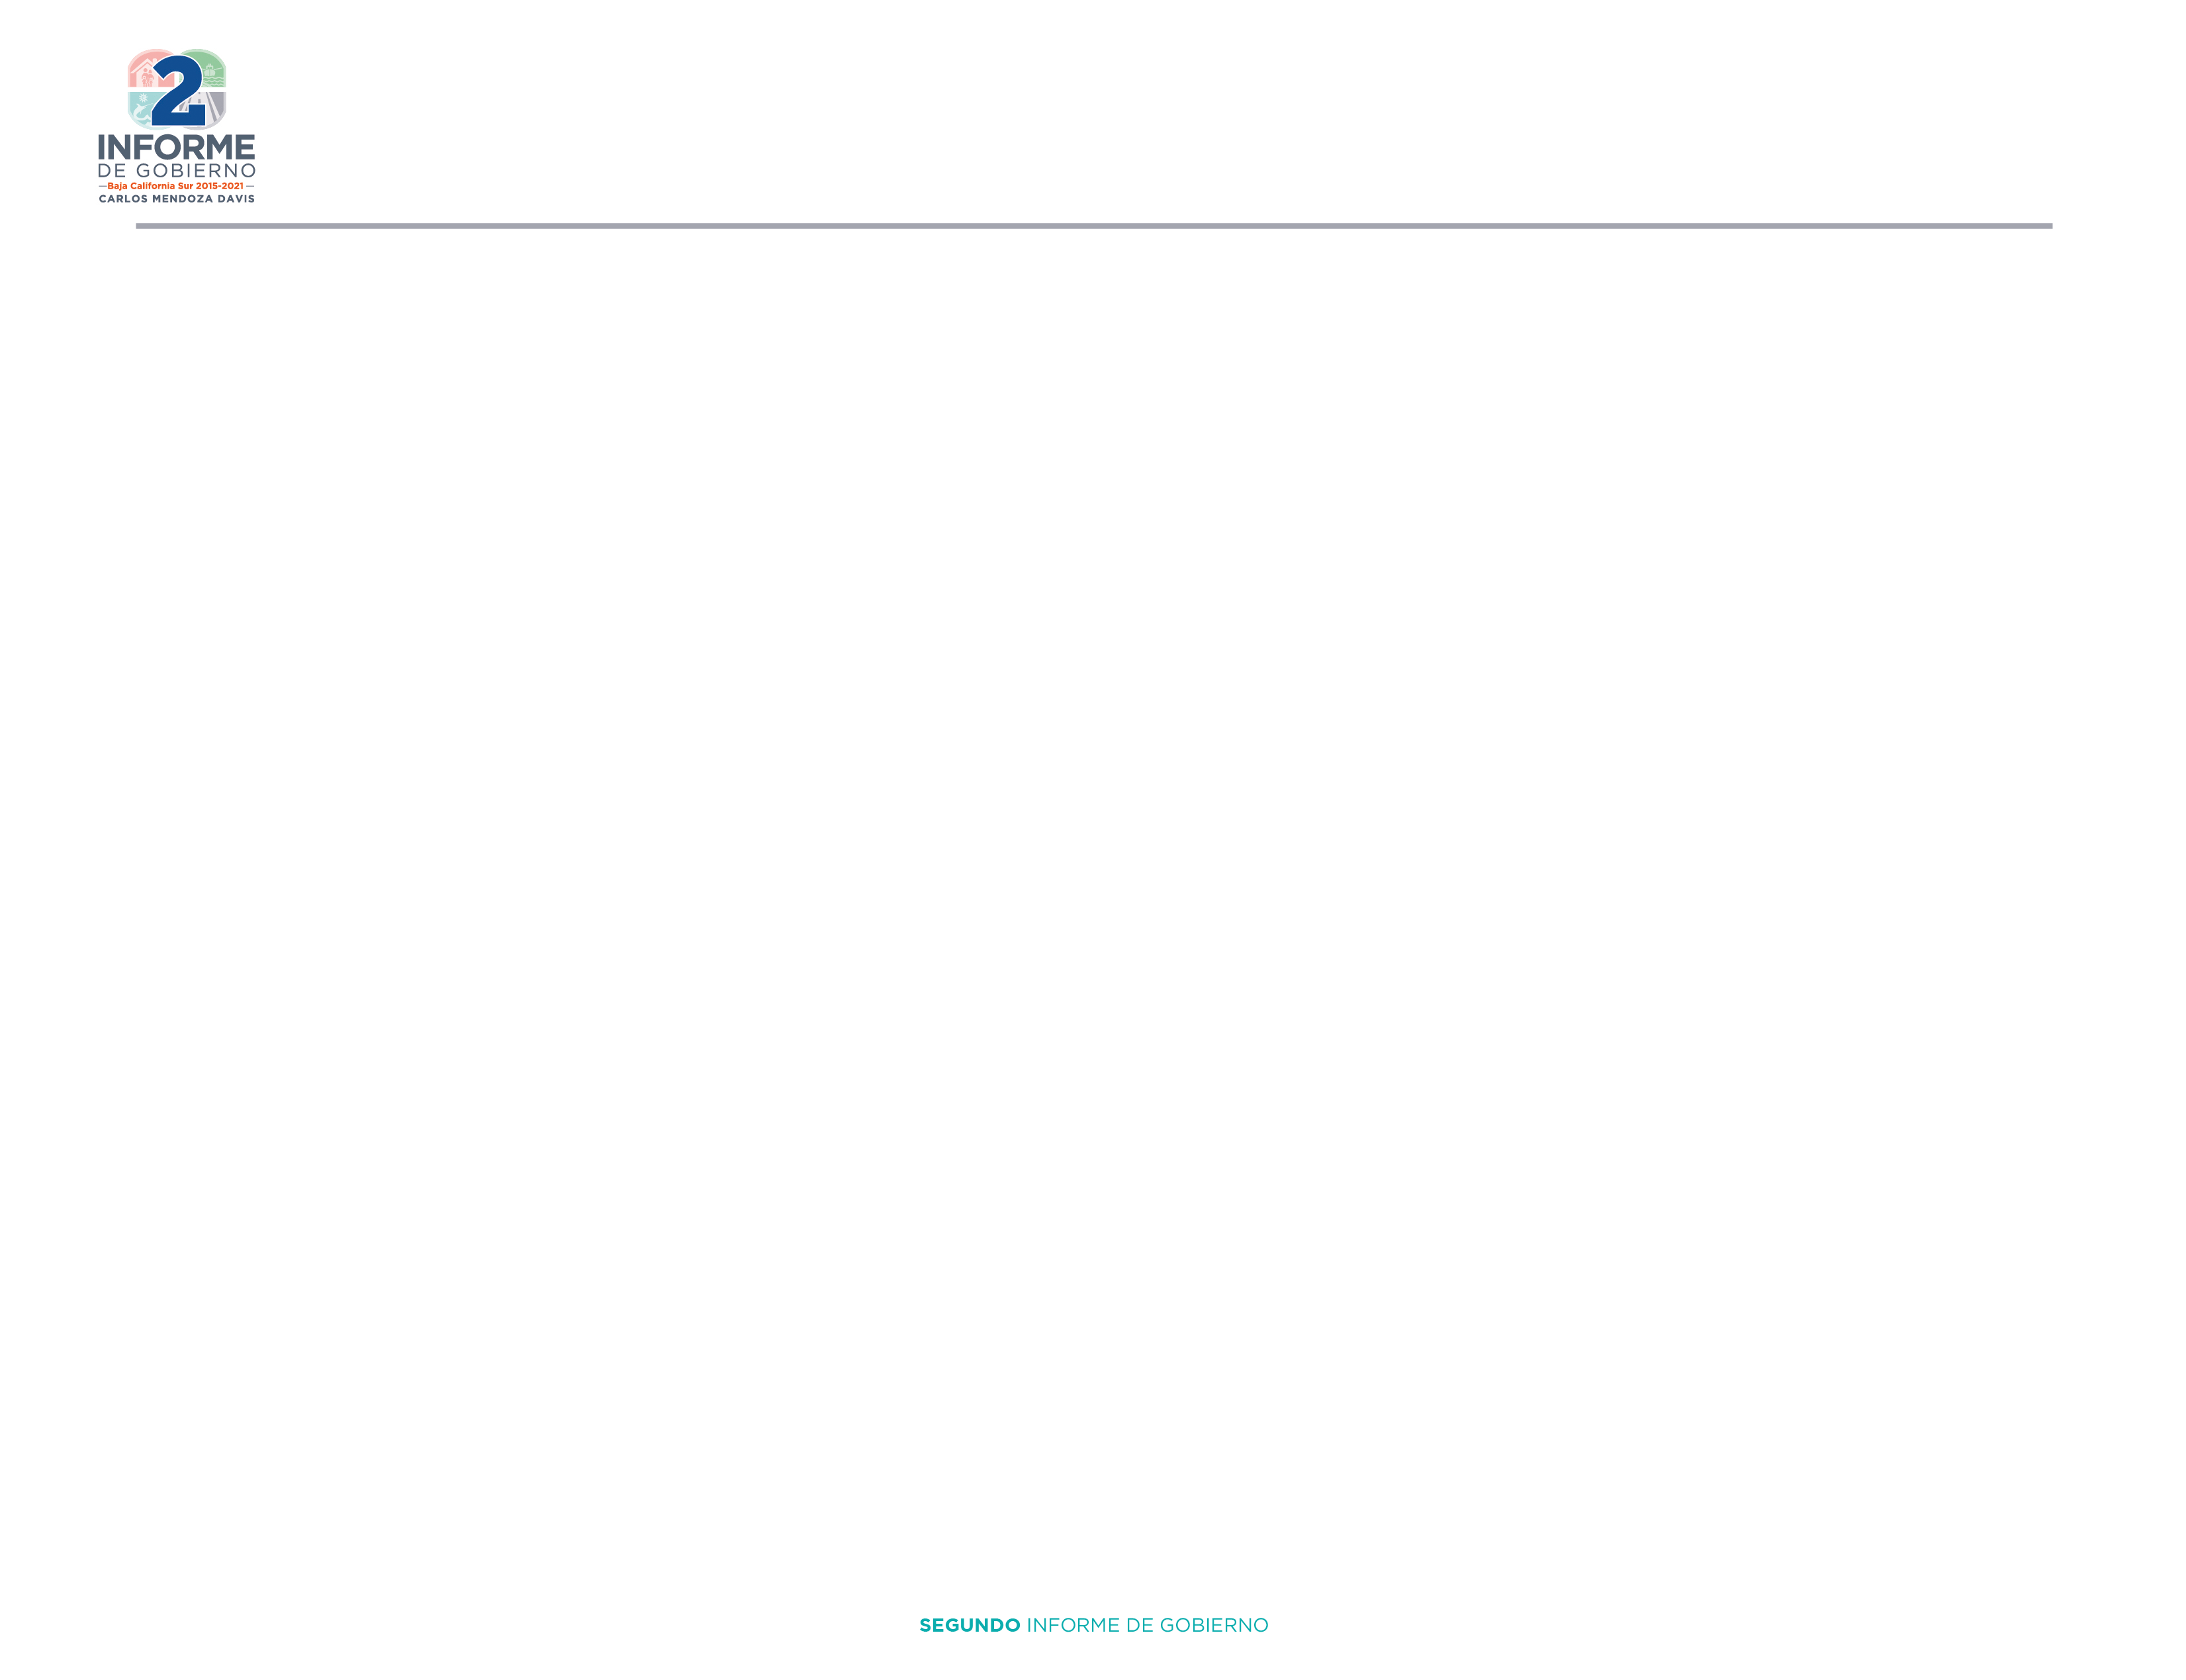 2
INFORME
DE GOBIERNO
Baja California Sur 2015-2021
CARLOS MENDOZA DAVIS
SEGUNDO INFORME DE GOBIERNO